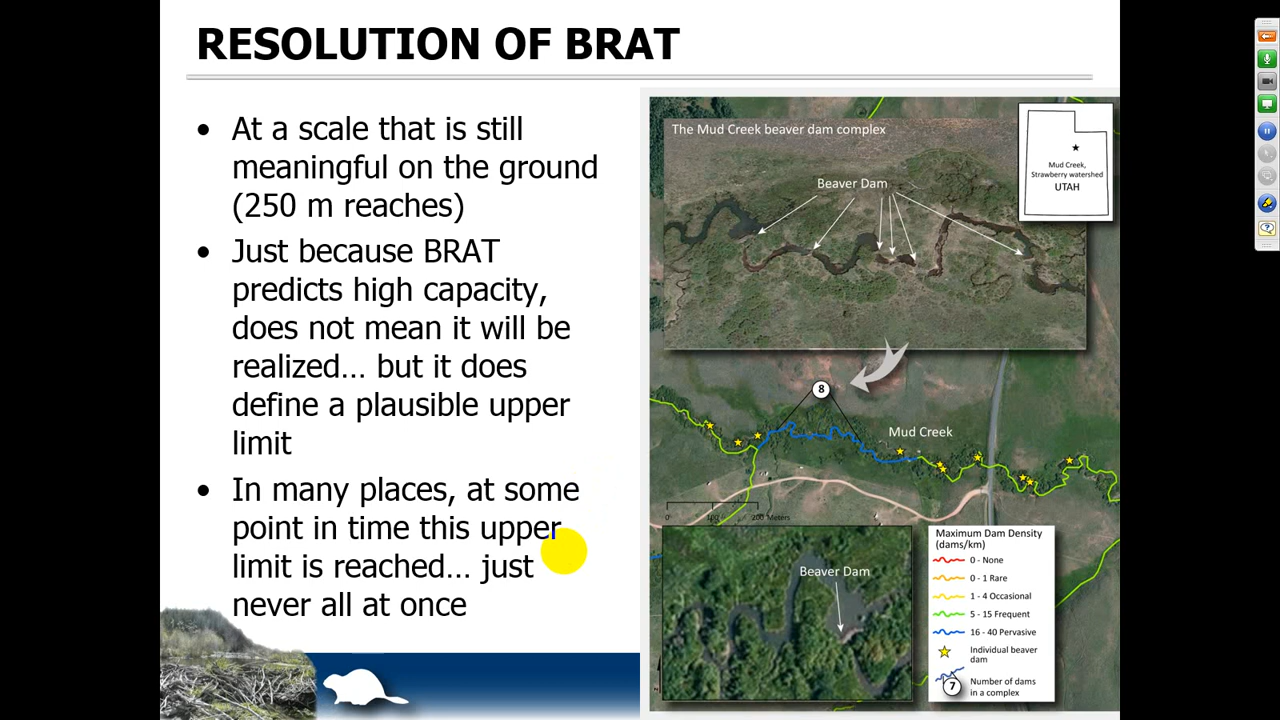 RESOLUTION OF BRAT
• At a scale that is still
meaningful on the ground
(250 m reaches)
• Just because BRAT
predicts high capacity,
does not mean it will be
realized… but it does
define a plausible upper
limit
• In many places, at some
point in time this upper
limit is reached… just
never all at once
The Mud Creek beaver dam complex
Beaver Dam
Mud Creek,
Strawberry watershed
UTAH
8
Mud Creek
0 100 200 Meters
Beaver Dam
Maximum Dam Density
(dams/km)
0 - None
0 - 1 Rare
1 - 4 Occasional
5 - 15 Frequent
16 - 40 Pervasive
Individual beaver
dam
7
Number of dams
in a complex